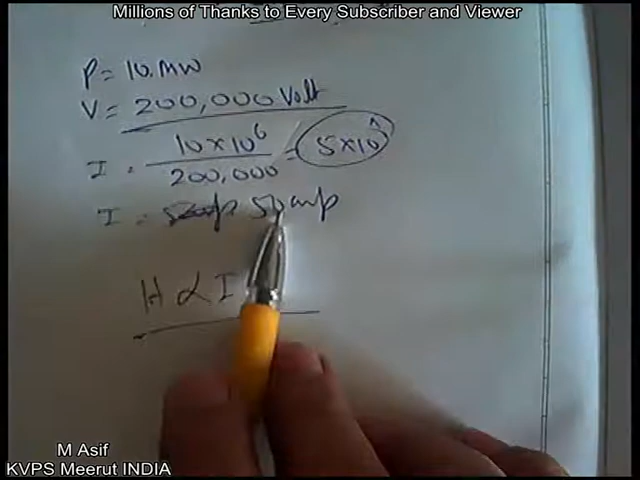 Millions of Thanks to Every Subscriber and Viewer
P = 10.MW
V = 200,000 Volt
I = 10×10⁶ / 200,000 = 5×10¹
I = 50 amp
H ∝ I
M Asif
KVPS Meerut INDIA